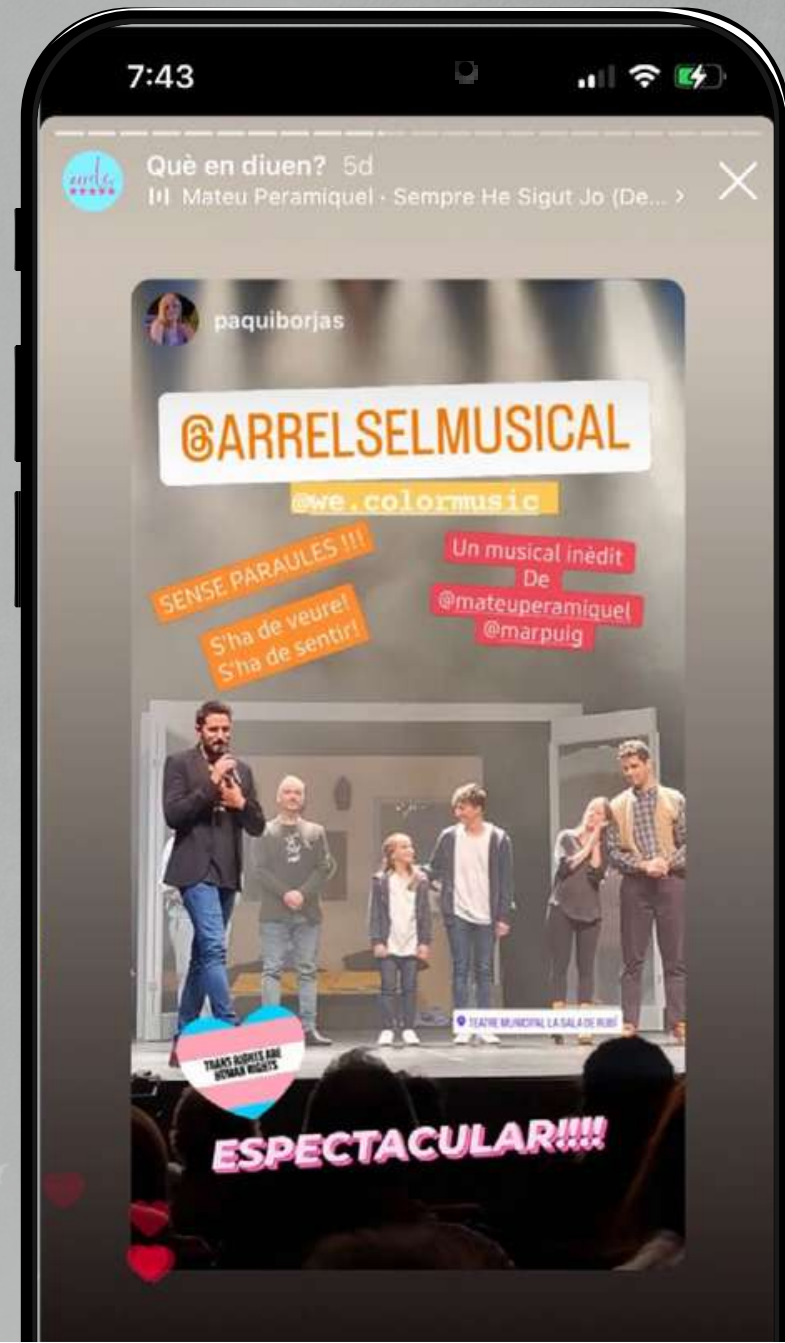 7:43
Què en diuen? 5d
Mateu Peramiquel · Sempre He Sigut Jo (De... >
paquiborjas
@ARRELSELMUSICAL
@we.colormusic
SENSE PARAULES !!!
S'ha de veure!
S'ha de sentir!
Un musical inèdit
De
@mateuperamiquel
@marpuig
TEATRE MUNICIPAL LA SALA DE RUBÍ
TRANS RIGHTS ARE
HUMAN RIGHTS
ESPECTACULAR!!!!